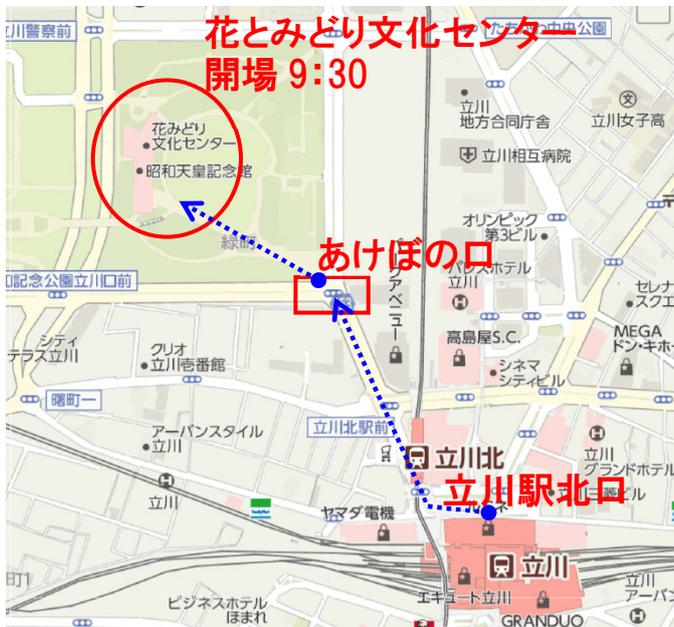 立川警察前
花とみどり文化センター
開場 9:30
中央公園
立川
地方合同庁舎
立川女子高
立川相互病院
花みどり
文化センター
昭和天皇記念館
オリンピック
第3ビル
緑町
あけぼの口
パレスホテル
立川
記念公園立川口前
セレナ
スクエ
シティ
テラス立川
クリオ
立川壱番館
高島屋S.C.
MEGA
ドン・キホー
シネマ
シティビル
曙町一
立川北駅前
アーバンスタイル
立川
立川北
立川
グランドホテル
立川駅北口
立川
ヤマダ電機
FamilyMart
立川
町1
エキュート立川
立川
アーバン
ビジネスホテル
ほまれ
GRANDUO